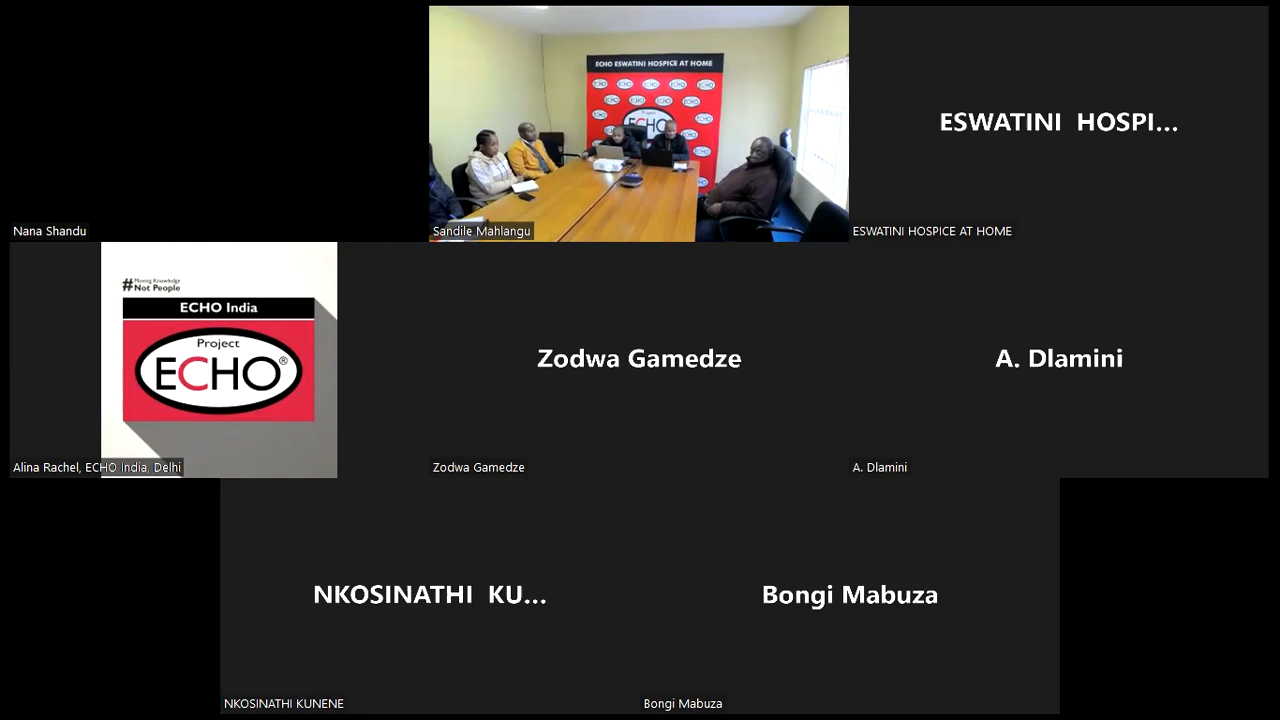 ECHO ESWATINI HOSPICE AT HOME
Project
ECHO
ESWATINI HOSPI...
Nana Shandu
Sandile Mahlangu
ESWATINI HOSPICE AT HOME
#Moving Knowledge
Not People
ECHO India
Project
ECHO®
Zodwa Gamedze
A. Dlamini
Alina Rachel, ECHO India, Delhi
Zodwa Gamedze
A. Dlamini
NKOSINATHI KU...
Bongi Mabuza
NKOSINATHI KUNENE
Bongi Mabuza